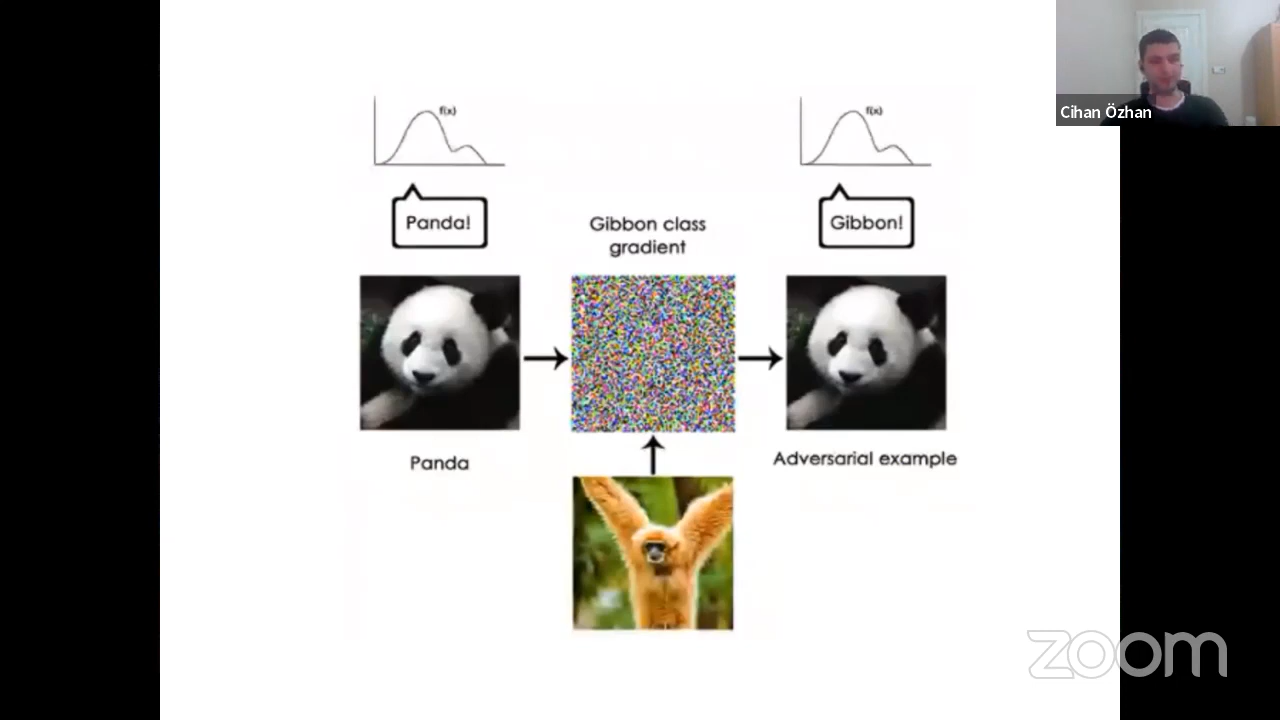 f(x)
f(x)
Panda!
Gibbon!
Gibbon class
gradient
Panda
Adversarial example
Cihan Özhan
zoom